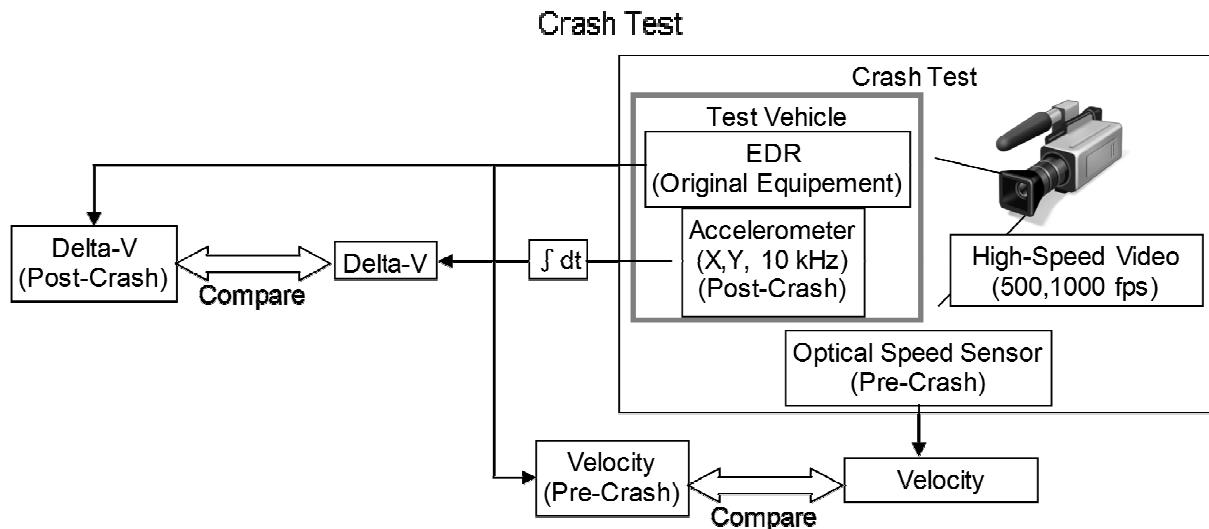 Crash Test
Crash Test
Test Vehicle
EDR
(Original Equipement)
Accelerometer
(X,Y, 10 kHz)
(Post-Crash)
High-Speed Video
(500,1000 fps)
Optical Speed Sensor
(Pre-Crash)
Delta-V
(Post-Crash)
Compare
Delta-V
∫ dt
Velocity
(Pre-Crash)
Compare
Velocity